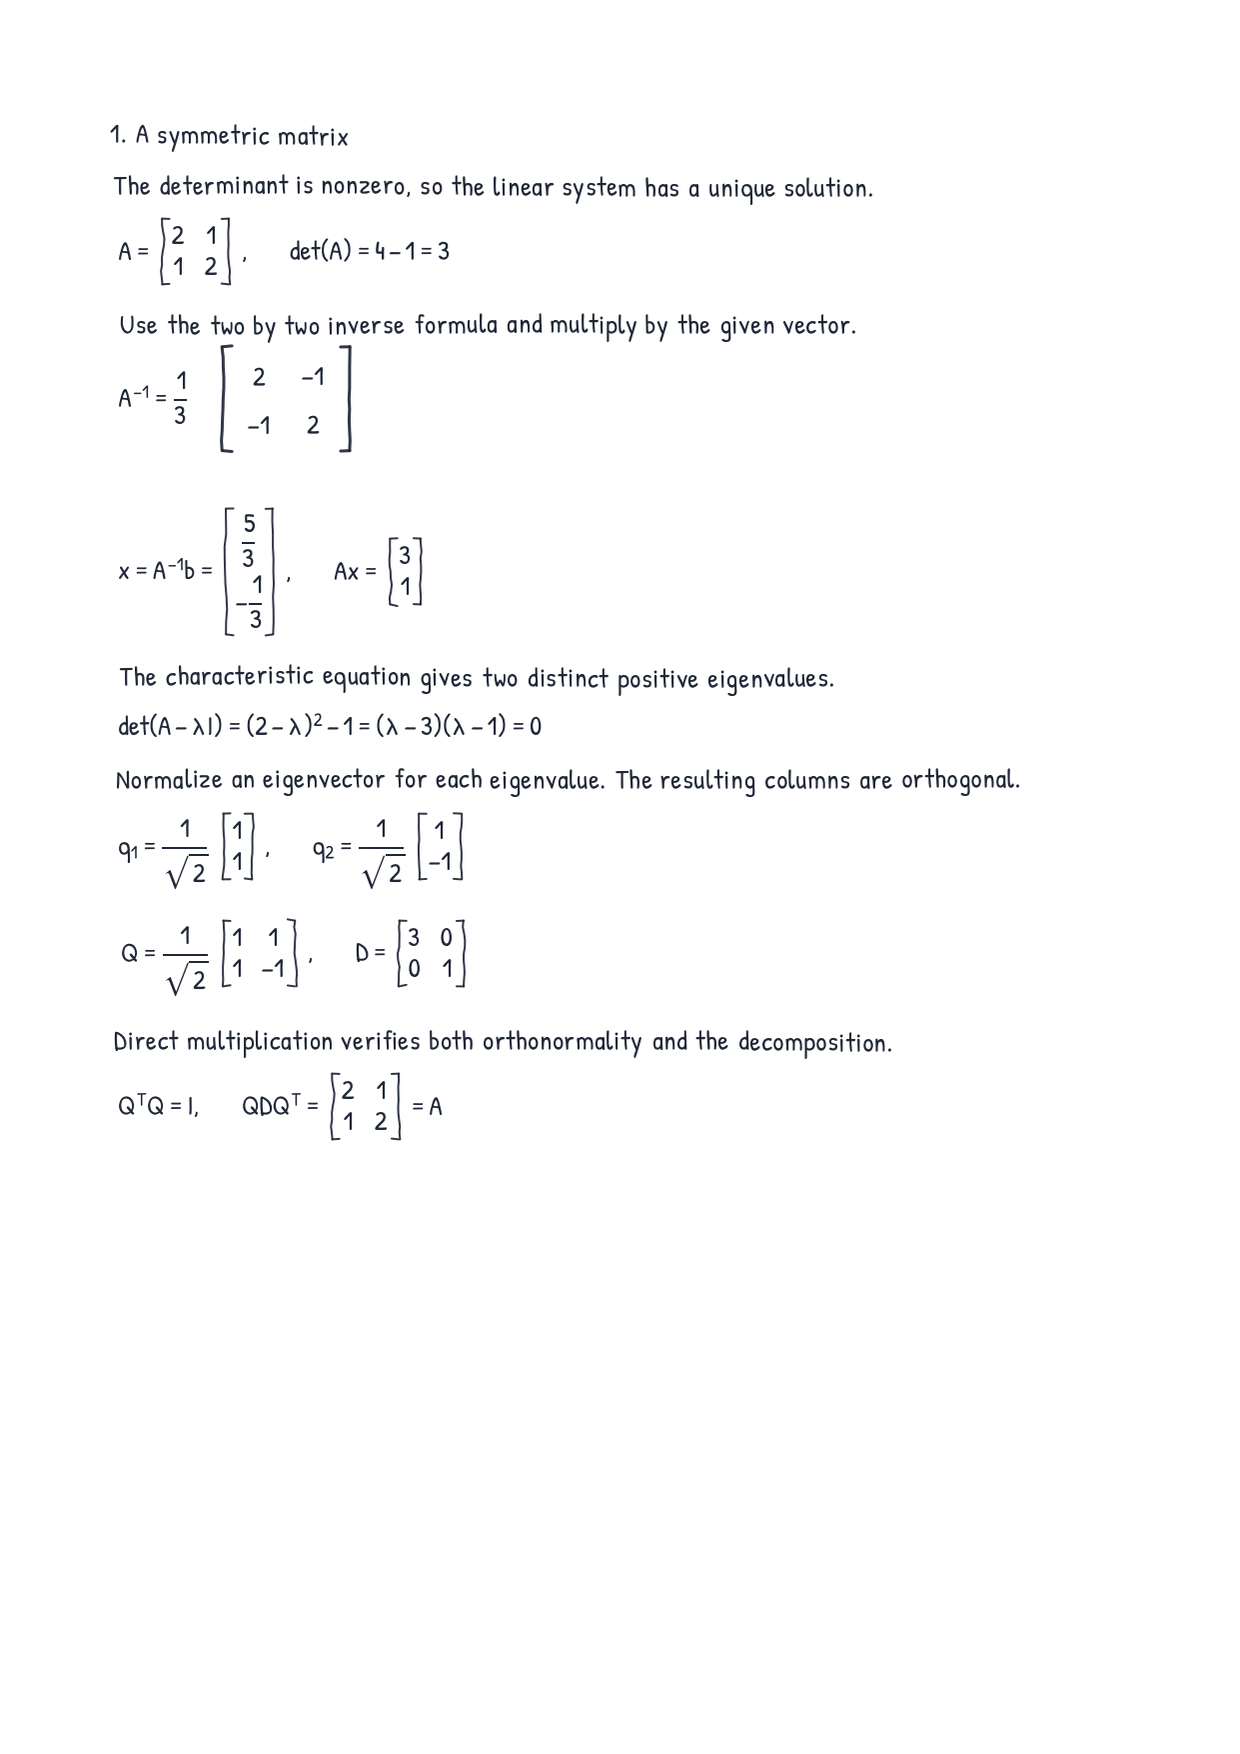 1. A symmetric matrix
The determinant is nonzero, so the linear system has a unique solution.
A = [2 1; 1 2], det(A) = 4 – 1 = 3
Use the two by two inverse formula and multiply by the given vector.
A⁻¹ = 1/3 [2 –1; –1 2]
x = A⁻¹b = [5/3; –1/3], Ax = [3; 1]
The characteristic equation gives two distinct positive eigenvalues.
det(A – λI) = (2 – λ)² – 1 = (λ – 3)(λ – 1) = 0
Normalize an eigenvector for each eigenvalue. The resulting columns are orthogonal.
q₁ = 1/√2 [1; 1], q₂ = 1/√2 [1; –1]
Q = 1/√2 [1 1; 1 –1], D = [3 0; 0 1]
Direct multiplication verifies both orthonormality and the decomposition.
QᵀQ = I, QDQᵀ = [2 1; 1 2] = A